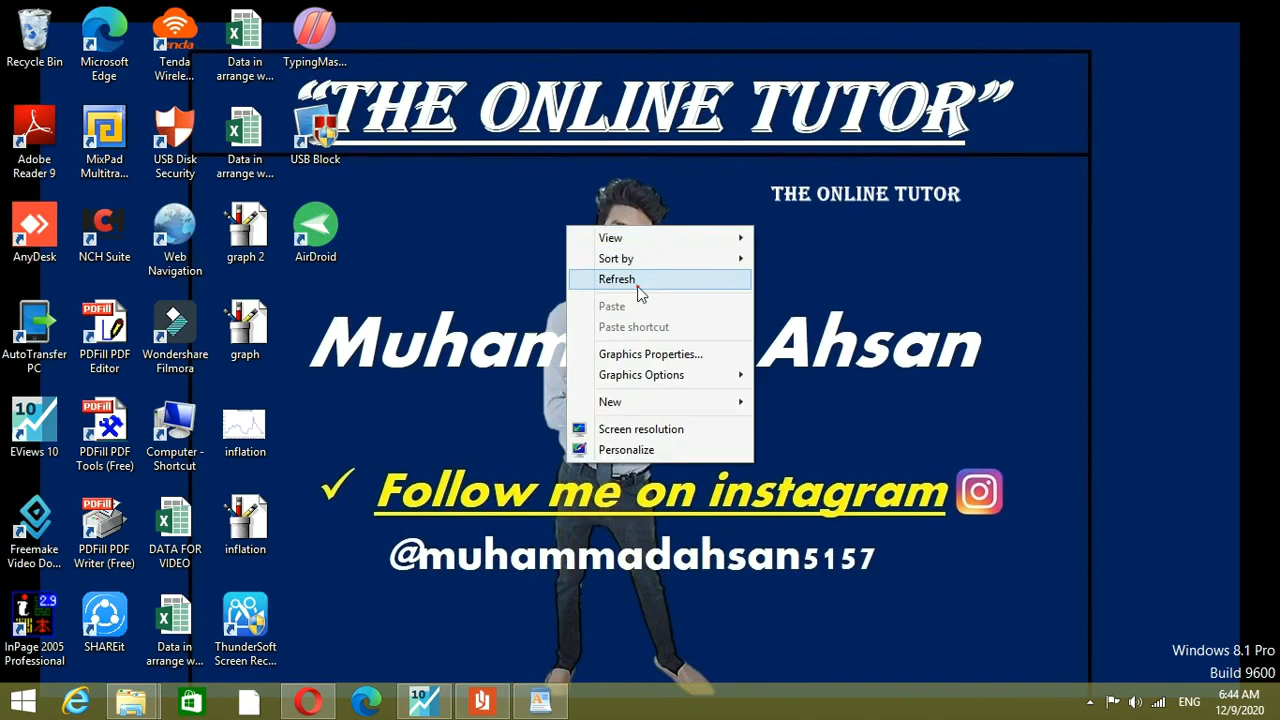 Recycle Bin
Microsoft
Edge
Tenda
Wirele...
Data in
arrange w...
TypingMas...
Adobe
Reader 9
MixPad
Multitra...
USB Disk
Security
Data in
arrange w...
USB Block
AnyDesk
NCH Suite
Web
Navigation
graph 2
AirDroid
AutoTransfer
PC
PDFill PDF
Editor
Wondershare
Filmora
graph
EViews 10
PDFill PDF
Tools (Free)
Computer -
Shortcut
inflation
Freemake
Video Do...
PDFill PDF
Writer (Free)
DATA FOR
VIDEO
inflation
InPage 2005
Professional
SHAREit
Data in
arrange w...
ThunderSoft
Screen Rec...
“THE ONLINE TUTOR”
THE ONLINE TUTOR
View
Sort by
Refresh
Paste
Paste shortcut
Graphics Properties...
Graphics Options
New
Screen resolution
Personalize
Muham Ahsan
✓ Follow me on instagram
@muhammadahsan5157
Windows 8.1 Pro
Build 9600
ENG
6:44 AM
12/9/2020